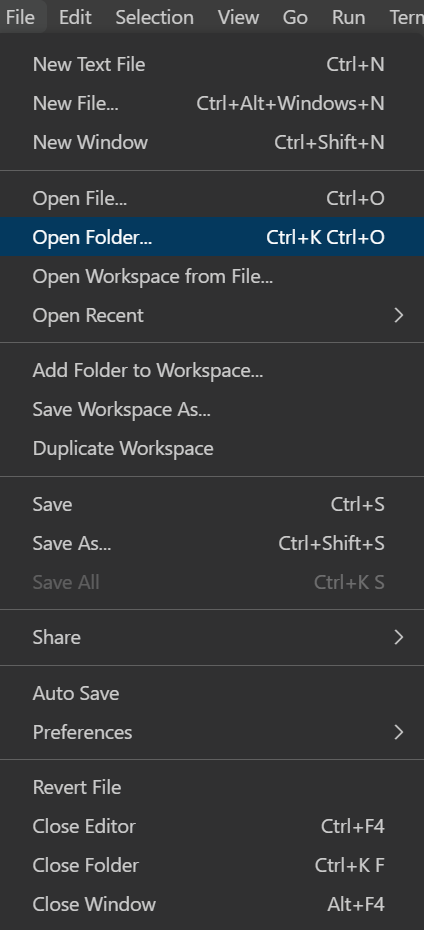 File Edit Selection View Go Run
New Text File Ctrl+N
New File... Ctrl+Alt+Windows+N
New Window Ctrl+Shift+N
Open File... Ctrl+O
Open Folder... Ctrl+K Ctrl+O
Open Workspace from File...
Open Recent
Add Folder to Workspace...
Save Workspace As...
Duplicate Workspace
Save Ctrl+S
Save As... Ctrl+Shift+S
Save All Ctrl+K S
Share
Auto Save
Preferences
Revert File
Close Editor Ctrl+F4
Close Folder Ctrl+K F
Close Window Alt+F4